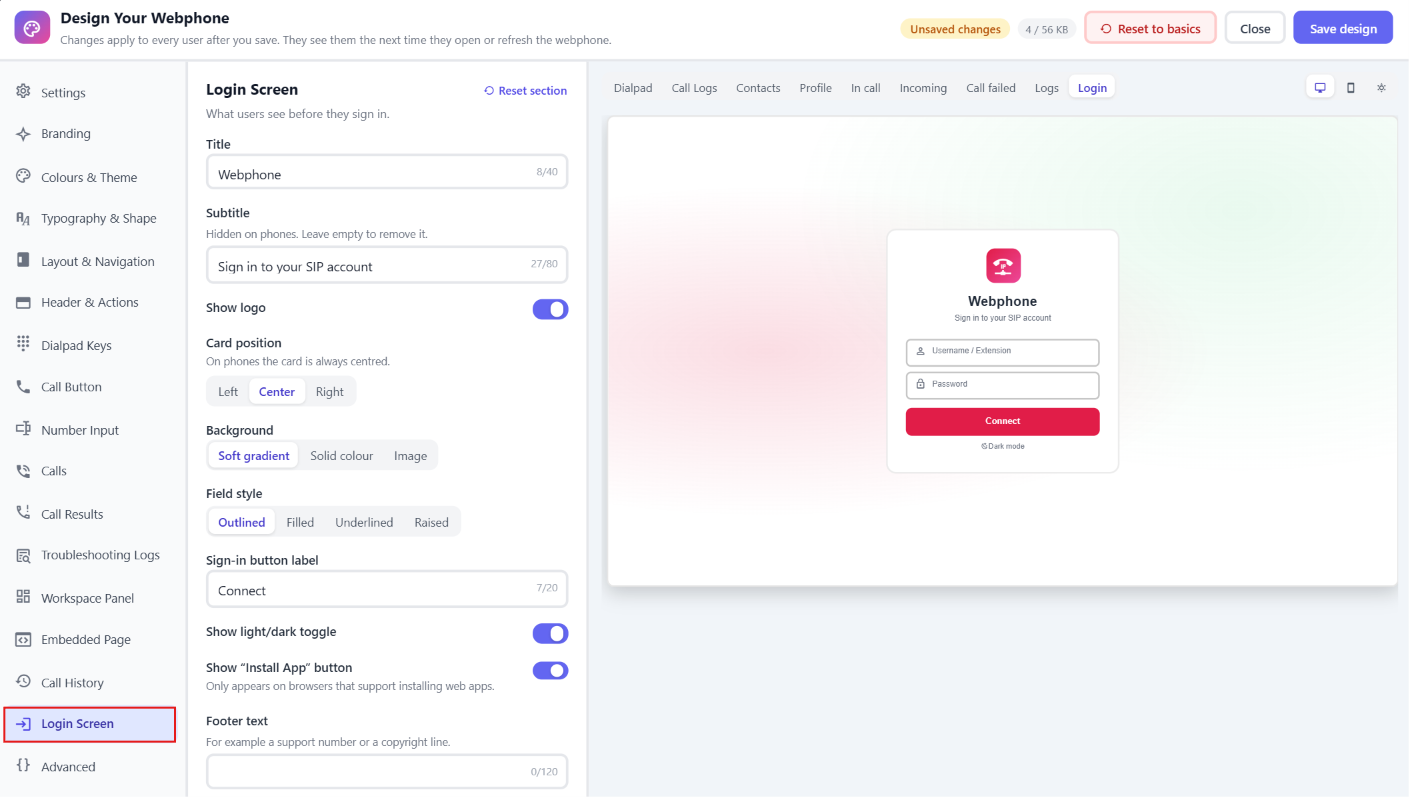 Design Your Webphone
Changes apply to every user after you save. They see them the next time they open or refresh the webphone.
Unsaved changes
4 / 56 KB
Reset to basics
Close
Save design
Settings
Branding
Colours & Theme
Typography & Shape
Layout & Navigation
Header & Actions
Dialpad Keys
Call Button
Number Input
Calls
Call Results
Troubleshooting Logs
Workspace Panel
Embedded Page
Call History
Login Screen
Advanced
Login Screen
Reset section
What users see before they sign in.
Title
Webphone 8/40
Subtitle
Hidden on phones. Leave empty to remove it.
Sign in to your SIP account 27/80
Show logo
Card position
On phones the card is always centred.
Left Center Right
Background
Soft gradient Solid colour Image
Field style
Outlined Filled Underlined Raised
Sign-in button label
Connect 7/20
Show light/dark toggle
Show “Install App” button
Only appears on browsers that support installing web apps.
Footer text
For example a support number or a copyright line.
0/120
Dialpad Call Logs Contacts Profile In call Incoming Call failed Logs Login
Webphone
Sign in to your SIP account
Username / Extension
Password
Connect
Dark mode